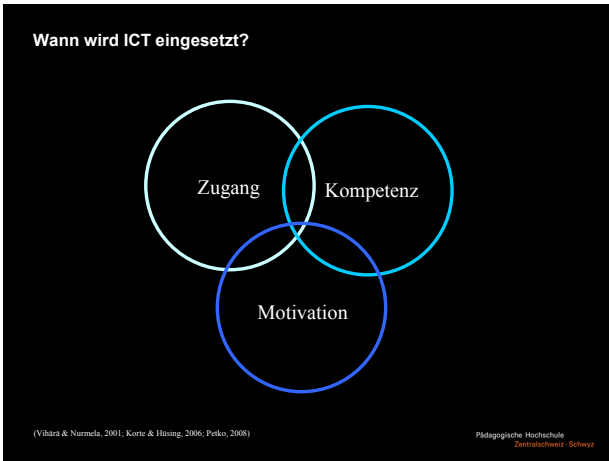 Wann wird ICT eingesetzt?
Zugang
Kompetenz
Motivation
(Vihärä & Nurmela, 2001; Korte & Hüsing, 2006; Petko, 2008)
Pädagogische Hochschule
Zentralschweiz · Schwyz